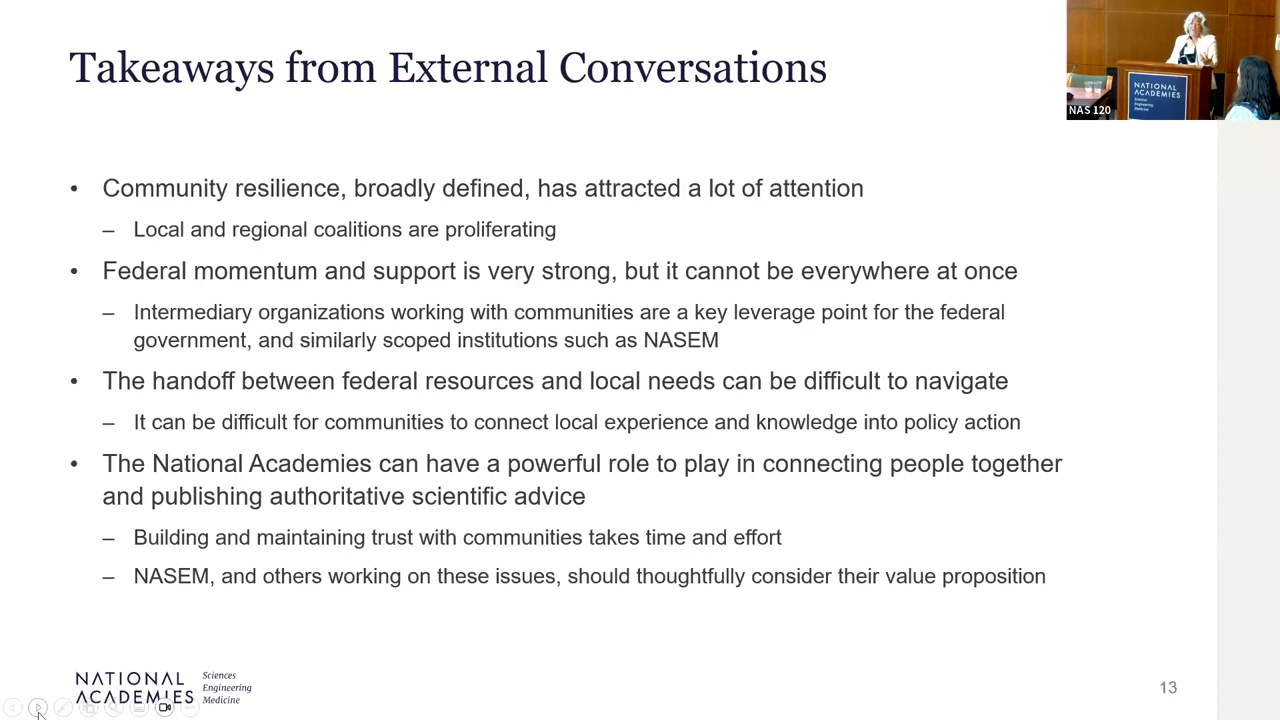 Takeaways from External Conversations
NAS 120
NATIONAL
ACADEMIES
Sciences
Engineering
Medicine
• Community resilience, broadly defined, has attracted a lot of attention
– Local and regional coalitions are proliferating
• Federal momentum and support is very strong, but it cannot be everywhere at once
– Intermediary organizations working with communities are a key leverage point for the federal
government, and similarly scoped institutions such as NASEM
• The handoff between federal resources and local needs can be difficult to navigate
– It can be difficult for communities to connect local experience and knowledge into policy action
• The National Academies can have a powerful role to play in connecting people together
and publishing authoritative scientific advice
– Building and maintaining trust with communities takes time and effort
– NASEM, and others working on these issues, should thoughtfully consider their value proposition
NATIONAL
ACADEMIES
Sciences
Engineering
Medicine
13